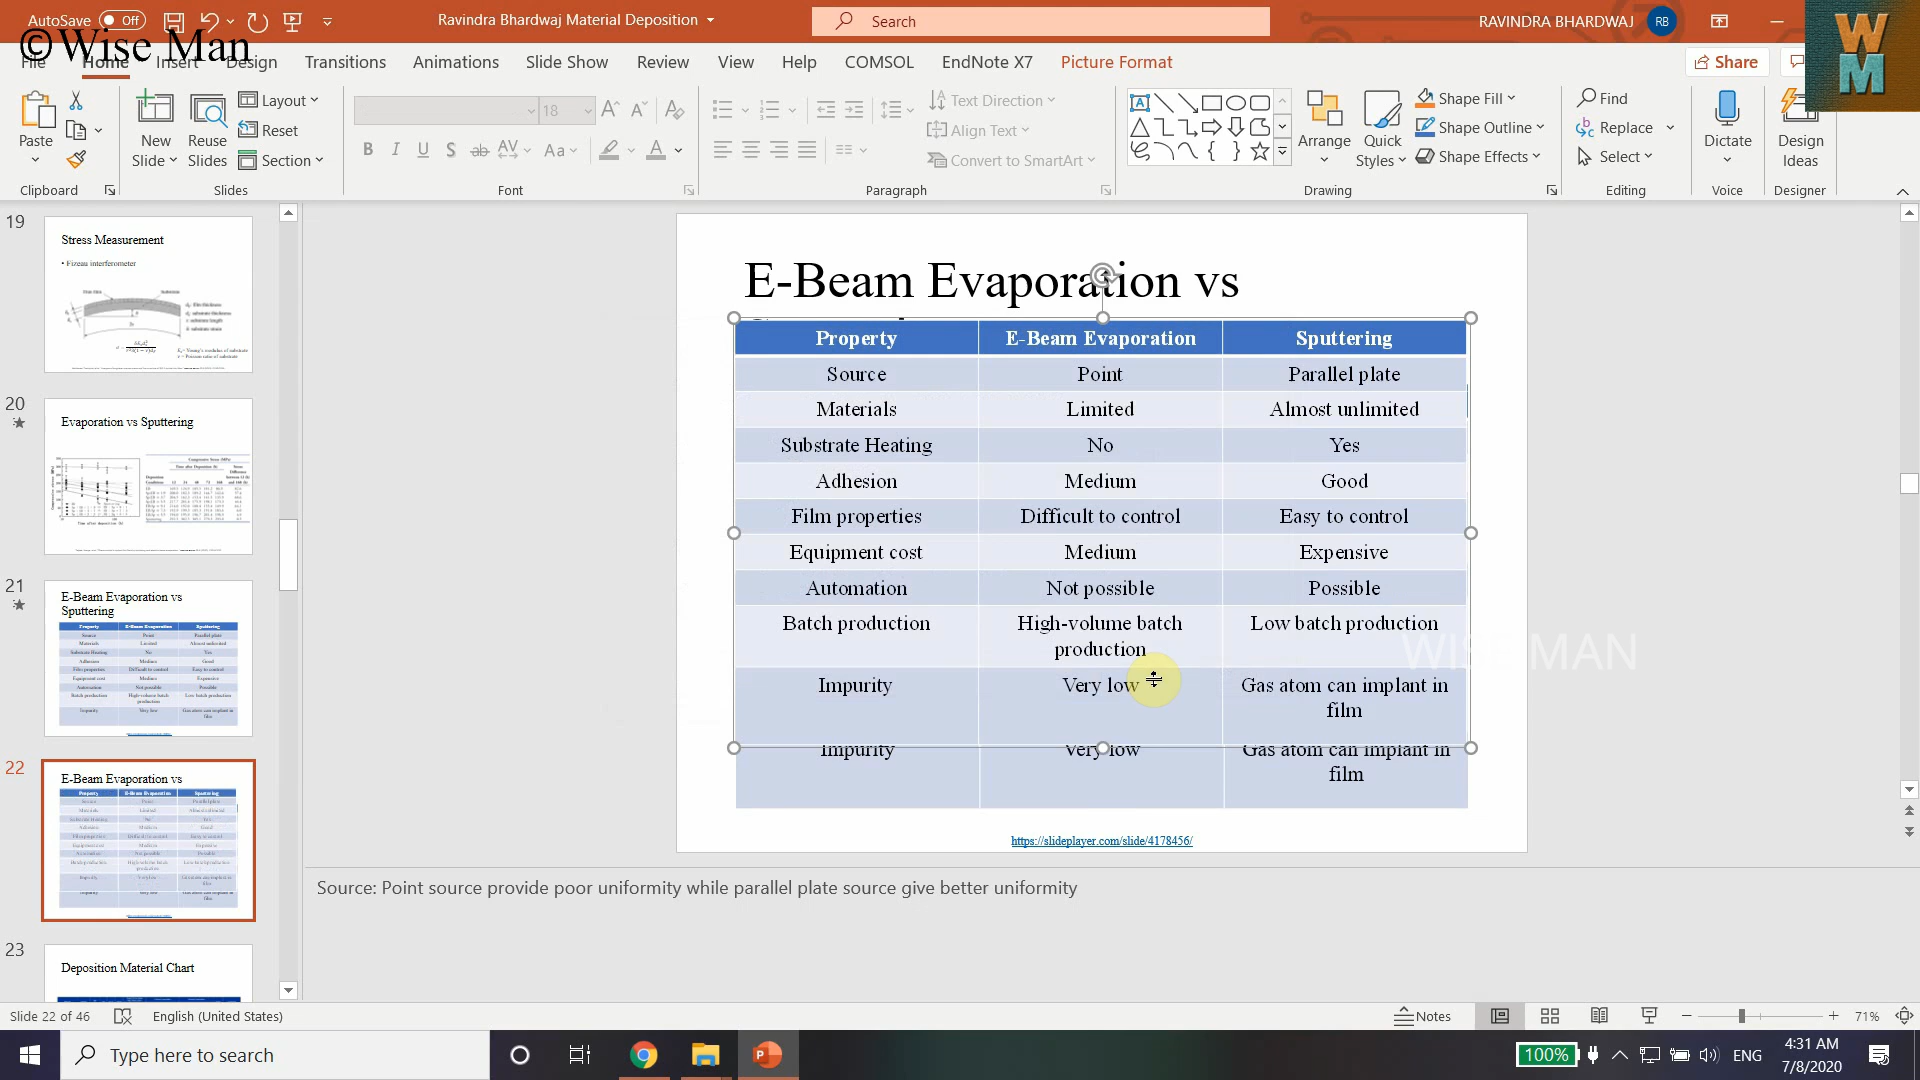 AutoSave Off
Ravindra Bhardwaj Material Deposition
Search
RAVINDRA BHARDWAJ RB
©Wise Man
WM
File Home Insert Design Transitions Animations Slide Show Review View Help COMSOL EndNote X7 Picture Format
Share
Paste
New Slide
Reuse Slides
Layout
Reset
Section
18
B I U S ab AV Aa A
Text Direction
Align Text
Convert to SmartArt
Arrange
Quick Styles
Shape Fill
Shape Outline
Shape Effects
Find
Replace
Select
Dictate
Design Ideas
Clipboard Slides Font Paragraph Drawing Editing Voice Designer
19
Stress Measurement
• Fizeau interferometer
20
Evaporation vs Sputtering
21
E-Beam Evaporation vs
Sputtering
22
E-Beam Evaporation vs
23
Deposition Material Chart
E-Beam Evaporation vs
Property E-Beam Evaporation Sputtering
Source Point Parallel plate
Materials Limited Almost unlimited
Substrate Heating No Yes
Adhesion Medium Good
Film properties Difficult to control Easy to control
Equipment cost Medium Expensive
Automation Not possible Possible
Batch production High-volume batch production Low batch production
WISE MAN
Impurity Very low Gas atom can implant in film
Impurity Very low Gas atom can implant in
film
https://slideplayer.com/slide/4178456/
Source: Point source provide poor uniformity while parallel plate source give better uniformity
Slide 22 of 46 English (United States) Notes 71%
Type here to search
100% ENG 4:31 AM
7/8/2020